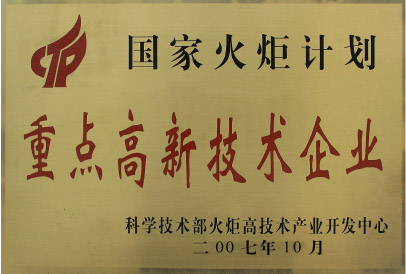 国家火炬计划
重点高新技术企业
科学技术部火炬高技术产业开发中心
二00七年10月